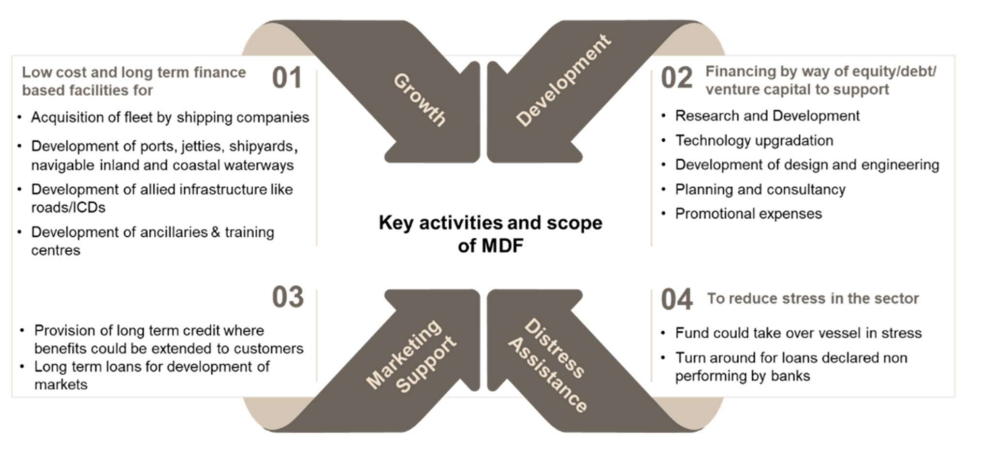 Low cost and long term finance
based facilities for
01
• Acquisition of fleet by shipping companies
• Development of ports, jetties, shipyards,
navigable inland and coastal waterways
• Development of allied infrastructure like
roads/ICDs
• Development of ancillaries & training
centres
Growth
Development
02
Financing by way of equity/debt/
venture capital to support
• Research and Development
• Technology upgradation
• Development of design and engineering
• Planning and consultancy
• Promotional expenses
Key activities and scope
of MDF
03
• Provision of long term credit where
benefits could be extended to customers
• Long term loans for development of
markets
Marketing
Support
Distress
Assistance
04
To reduce stress in the sector
• Fund could take over vessel in stress
• Turn around for loans declared non
performing by banks